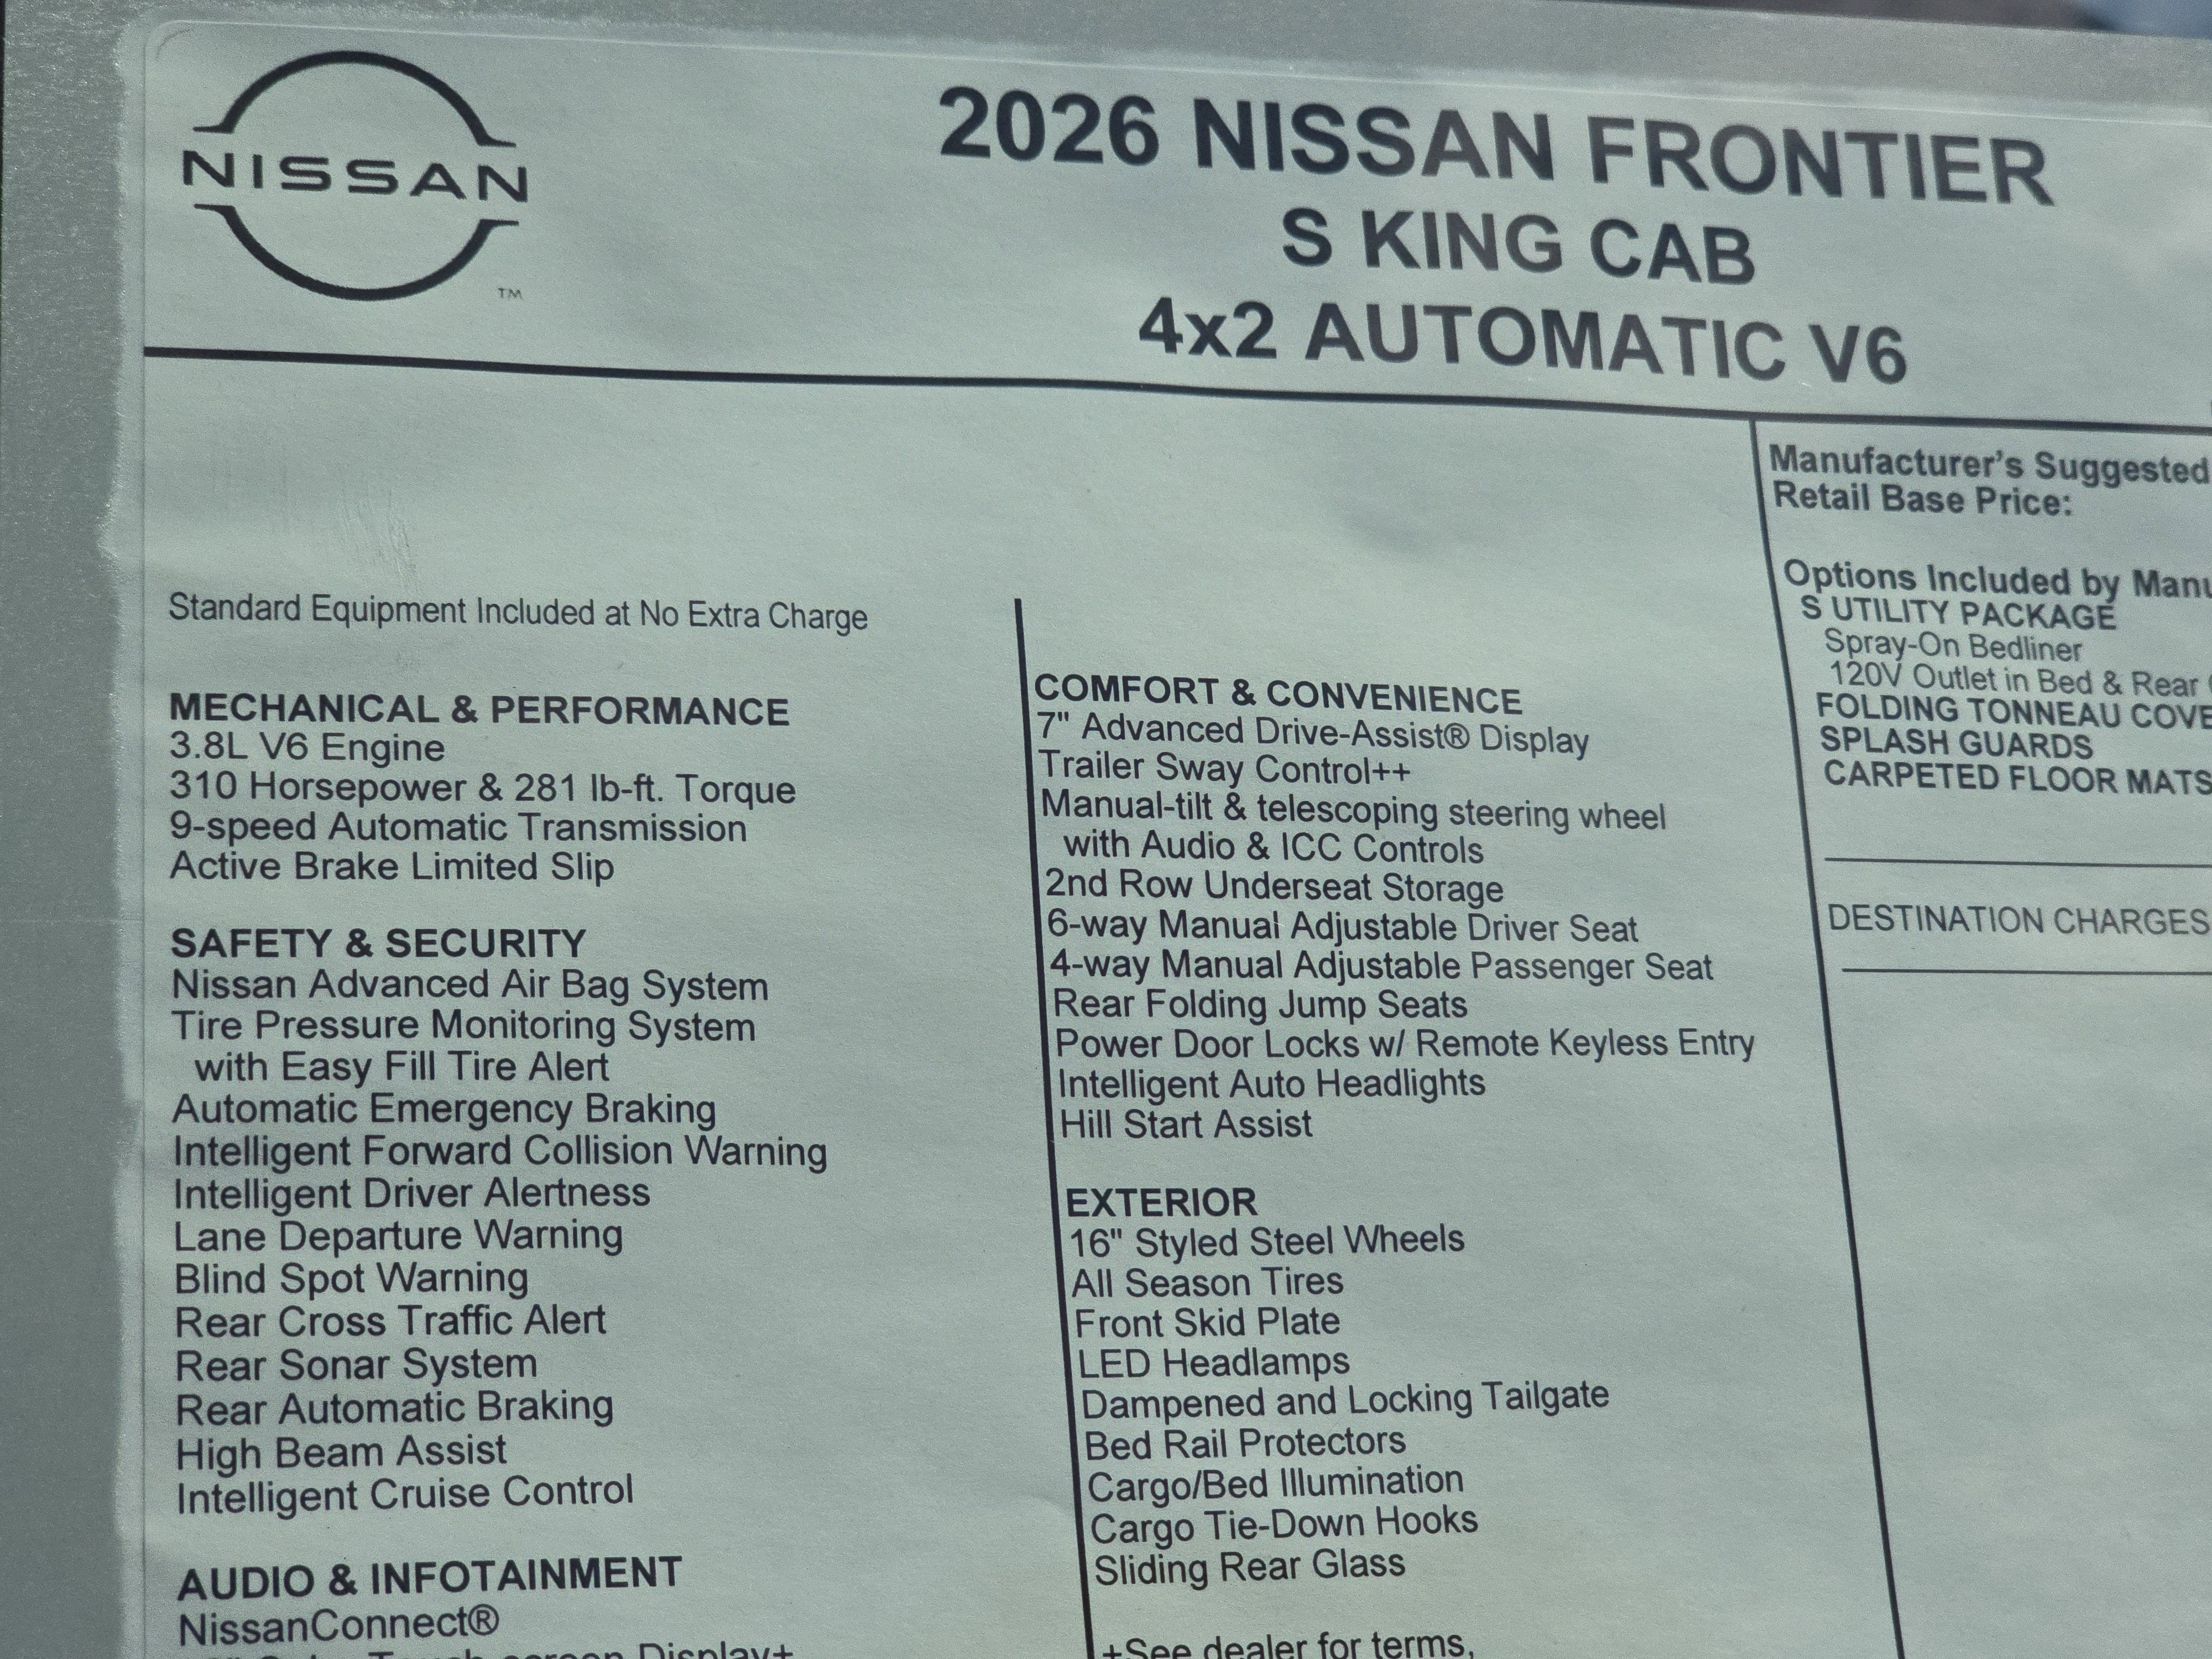 NISSAN
TM
2026 NISSAN FRONTIER
S KING CAB
4x2 AUTOMATIC V6
Standard Equipment Included at No Extra Charge
MECHANICAL & PERFORMANCE
3.8L V6 Engine
310 Horsepower & 281 lb-ft. Torque
9-speed Automatic Transmission
Active Brake Limited Slip
SAFETY & SECURITY
Nissan Advanced Air Bag System
Tire Pressure Monitoring System
with Easy Fill Tire Alert
Automatic Emergency Braking
Intelligent Forward Collision Warning
Intelligent Driver Alertness
Lane Departure Warning
Blind Spot Warning
Rear Cross Traffic Alert
Rear Sonar System
Rear Automatic Braking
High Beam Assist
Intelligent Cruise Control
AUDIO & INFOTAINMENT
NissanConnect®
Display+
COMFORT & CONVENIENCE
7" Advanced Drive-Assist® Display
Trailer Sway Control++
Manual-tilt & telescoping steering wheel
with Audio & ICC Controls
2nd Row Underseat Storage
6-way Manual Adjustable Driver Seat
4-way Manual Adjustable Passenger Seat
Rear Folding Jump Seats
Power Door Locks w/ Remote Keyless Entry
Intelligent Auto Headlights
Hill Start Assist
EXTERIOR
16" Styled Steel Wheels
All Season Tires
Front Skid Plate
LED Headlamps
Dampened and Locking Tailgate
Bed Rail Protectors
Cargo/Bed Illumination
Cargo Tie-Down Hooks
Sliding Rear Glass
+See dealer for terms,
Manufacturer's Suggested
Retail Base Price:
Options Included by Manu
S UTILITY PACKAGE
Spray-On Bedliner
120V Outlet in Bed & Rear
FOLDING TONNEAU COVE
SPLASH GUARDS
CARPETED FLOOR MATS
DESTINATION CHARGES